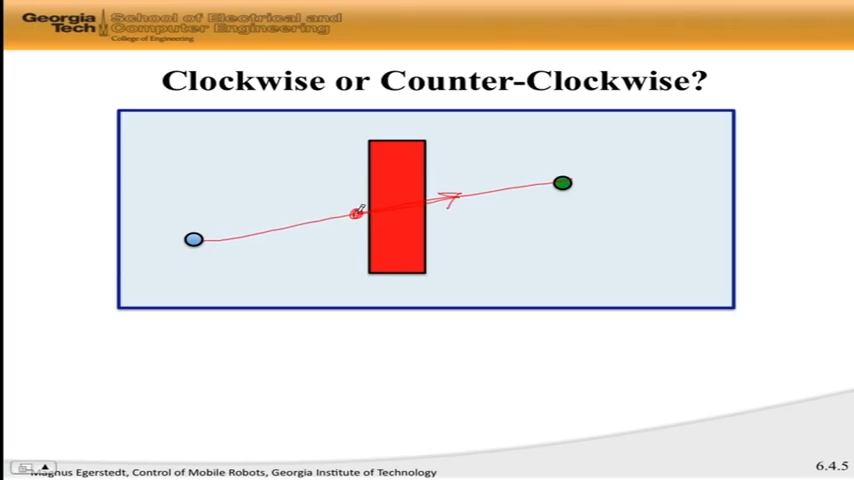 Georgia Tech
School of Electrical and
Computer Engineering
College of Engineering
Clockwise or Counter-Clockwise?
Magnus Egerstedt, Control of Mobile Robots, Georgia Institute of Technology
6.4.5